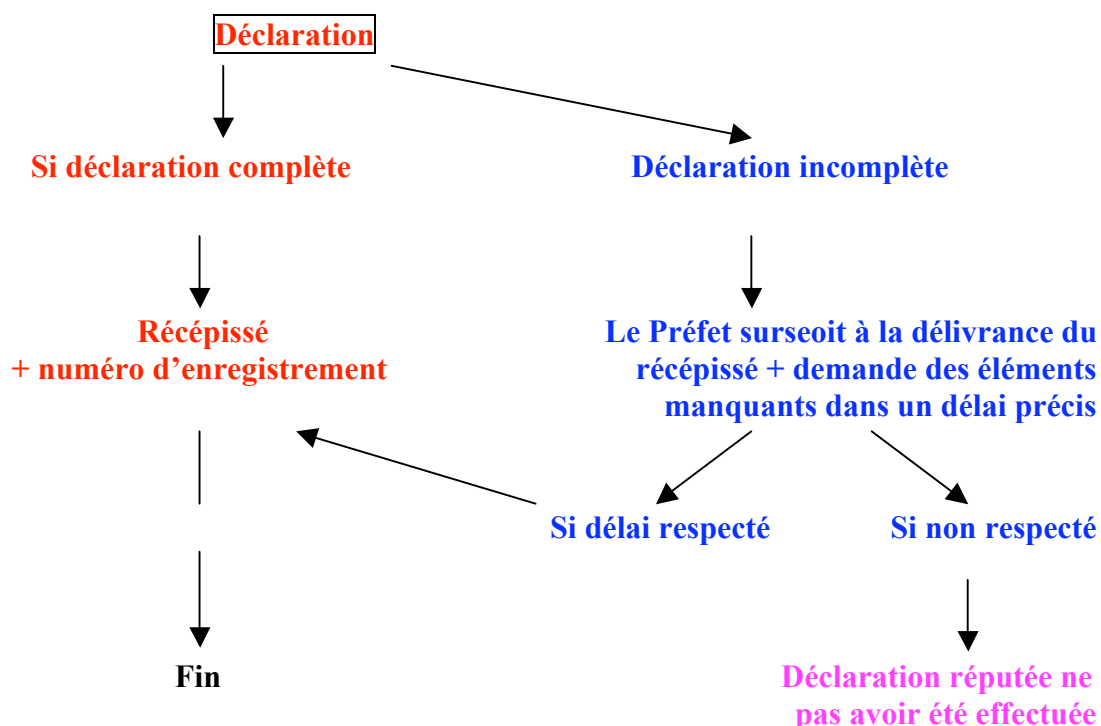 Déclaration
Si déclaration complète
Déclaration incomplète
Récépissé
+ numéro d’enregistrement
Le Préfet surseoit à la délivrance du
récépissé + demande des éléments
manquants dans un délai précis
Si délai respecté
Si non respecté
Fin
Déclaration réputée ne
pas avoir été effectuée